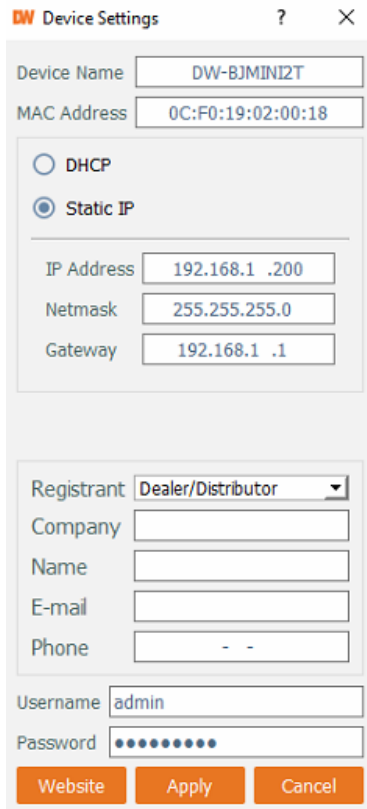 DW Device Settings ? ×
Device Name DW-BJMINI2T
MAC Address 0C:F0:19:02:00:18
DHCP
Static IP
IP Address 192.168.1 .200
Netmask 255.255.255.0
Gateway 192.168.1 .1
Registrant Dealer/Distributor
Company
Name
E-mail
Phone - -
Username admin
Password •••••••••
Website Apply Cancel